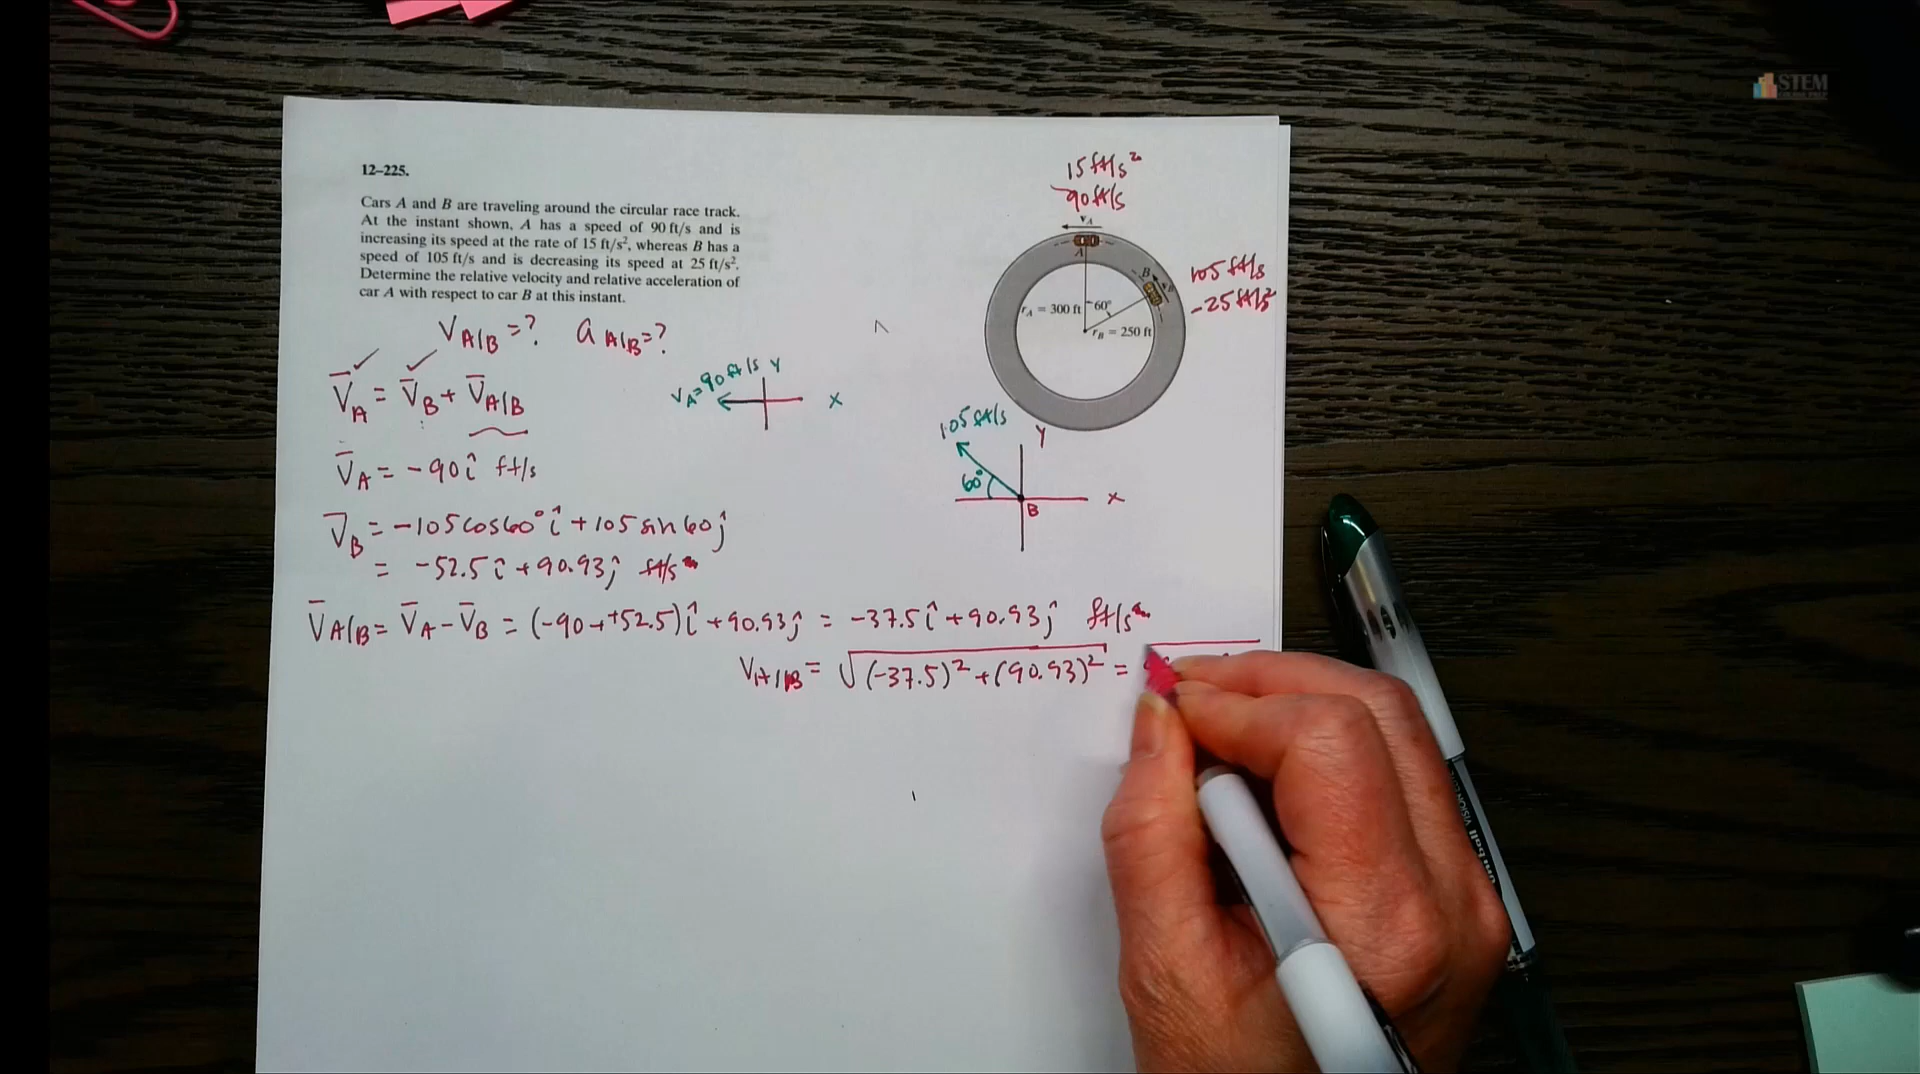 STEM
15 ft/s²
90 ft/s
12–225.
Cars A and B are traveling around the circular race track.
At the instant shown, A has a speed of 90 ft/s and is
increasing its speed at the rate of 15 ft/s², whereas B has a
speed of 105 ft/s and is decreasing its speed at 25 ft/s².
Determine the relative velocity and relative acceleration of
car A with respect to car B at this instant.
v_A
A
B
105 ft/s
-25 ft/s²
r_A = 300 ft
60°
r_B = 250 ft
V_A|B = ? a_A|B = ?
V̄_A = V̄_B + V̄_A|B
V_A = 90 ft/s
Y
X
V̄_A = -90î ft/s
105 ft/s
Y
60°
X
B
V̄_B = -105 cos60° î + 105 sin 60 ĵ
= -52.5 î + 90.93 ĵ ft/s
V̄_A|B = V̄_A - V̄_B = (-90 + +52.5) î + 90.93 ĵ = -37.5 î + 90.93 ĵ ft/s
V_A|B = √(-37.5)² + (90.93)² =
uni ball
VISION